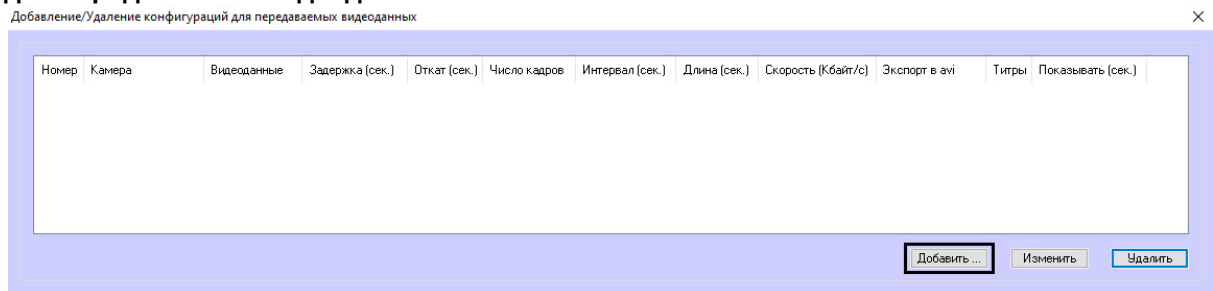 Добавление/Удаление конфигураций для передаваемых видеоданных
Номер Камера Видеоданные Задержка (сек.) Откат (сек.) Число кадров Интервал (сек.) Длина (сек.) Скорость (Кбайт/с) Экспорт в avi Титры Показывать (сек.)
Добавить ... Изменить Удалить